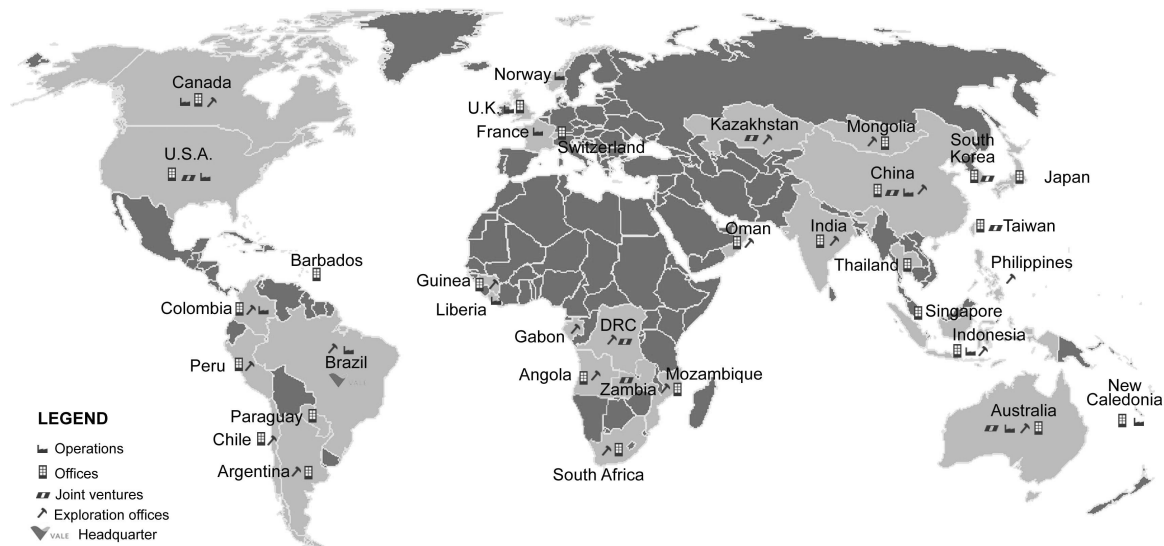 Norway
Canada
U.K.
France
Switzerland
Kazakhstan
Mongolia
South
Korea
U.S.A.
China
Japan
Oman
India
Taiwan
Barbados
Thailand
Philippines
Guinea
Colombia
Liberia
Singapore
Gabon
DRC
Indonesia
Peru
Brazil
VALE
Angola
Zambia
Mozambique
New
Caledonia
LEGEND
Paraguay
Australia
Chile
Operations
Offices
Argentina
South Africa
Joint ventures
Exploration offices
VALE Headquarter